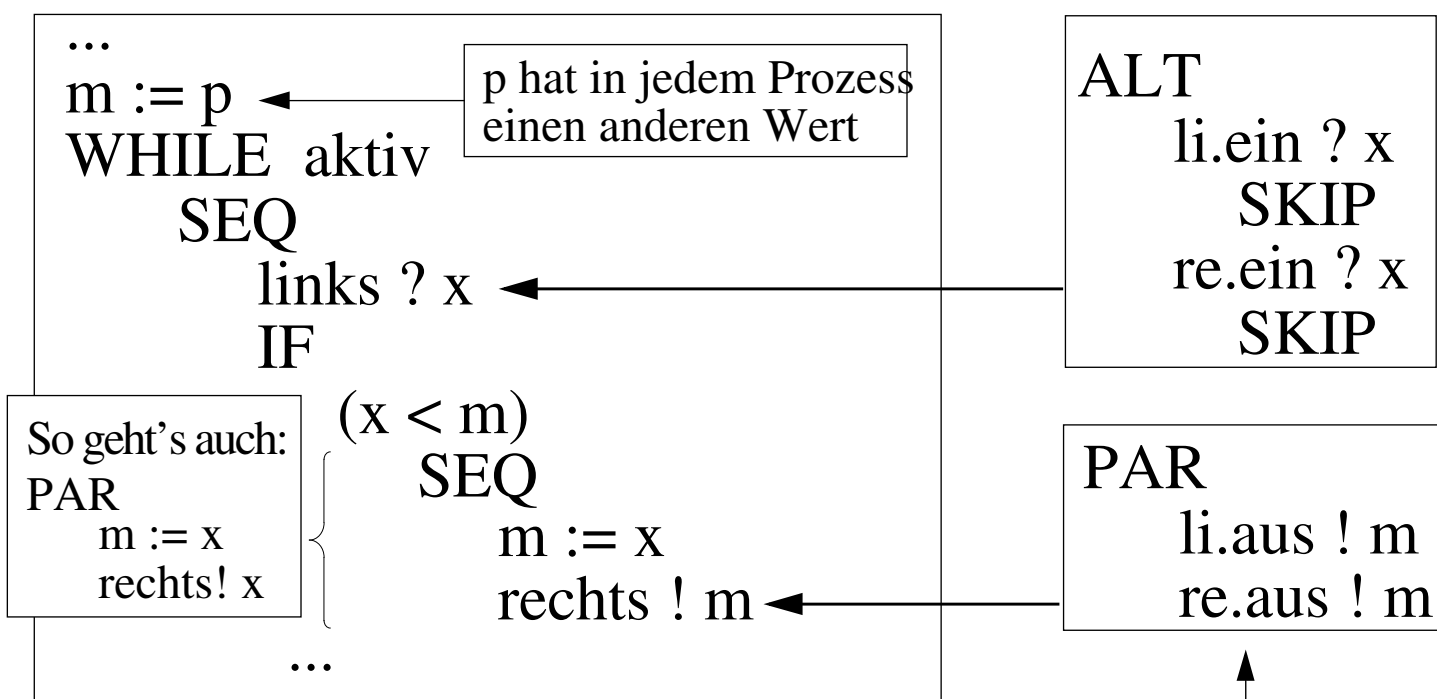 ...
m := p
p hat in jedem Prozess
einen anderen Wert
WHILE aktiv
SEQ
links ? x
IF
(x < m)
SEQ
m := x
rechts ! m
...
So geht's auch:
PAR
m := x
rechts! x
ALT
li.ein ? x
SKIP
re.ein ? x
SKIP
PAR
li.aus ! m
re.aus ! m